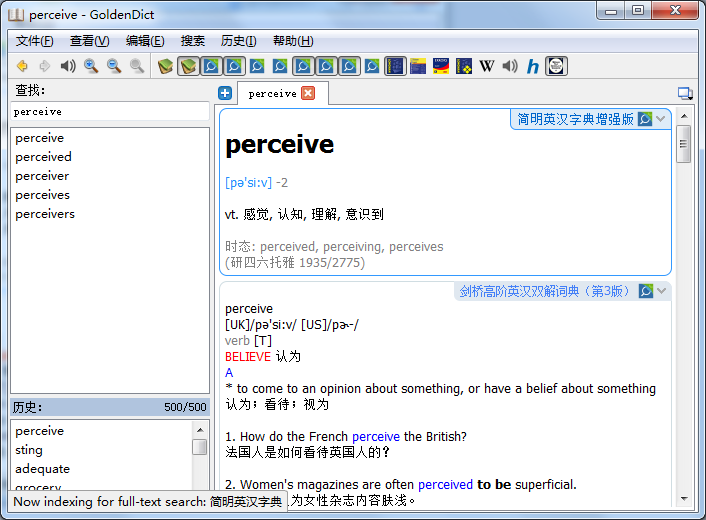 perceive - GoldenDict
文件(F) 查看(V) 编辑(E) 搜索 历史(I) 帮助(H)
W h
查找:
perceive
perceive
perceive
perceived
perceiver
perceives
perceivers
历史: 500/500
perceive
sting
adequate
grocery
Now indexing for full-text search: 简明英汉字典
简明英汉字典增强版
perceive
[pə'si:v] -2
vt. 感觉, 认知, 理解, 意识到
时态: perceived, perceiving, perceives
(研四六托雅 1935/2775)
剑桥高阶英汉双解词典（第3版）
perceive
[UK]/pə'si:v/ [US]/pɚ-/
verb [T]
BELIEVE 认为
A
* to come to an opinion about something, or have a belief about something
认为；看待；视为
1. How do the French perceive the British?
法国人是如何看待英国人的？
2. Women's magazines are often perceived to be superficial.
为女性杂志内容肤浅。